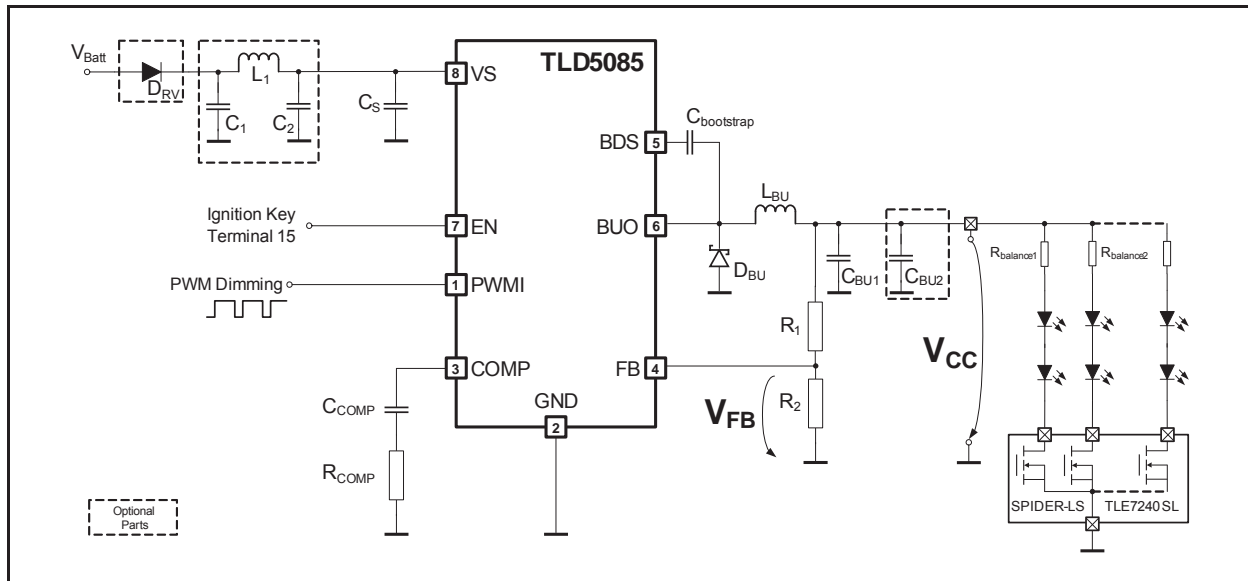 V_Batt
D_RV
L_1
C_1
C_2
C_S
TLD5085
8
VS
BDS
5
C_bootstrap
Ignition Key
Terminal 15
7
EN
BUO
6
L_BU
D_BU
C_BU1
C_BU2
R_balance1
R_balance2
PWM Dimming
1
PWMI
R_1
V_CC
3
COMP
FB
4
C_COMP
GND
2
V_FB
R_2
R_COMP
SPIDER-LS
TLE7240SL
Optional
Parts